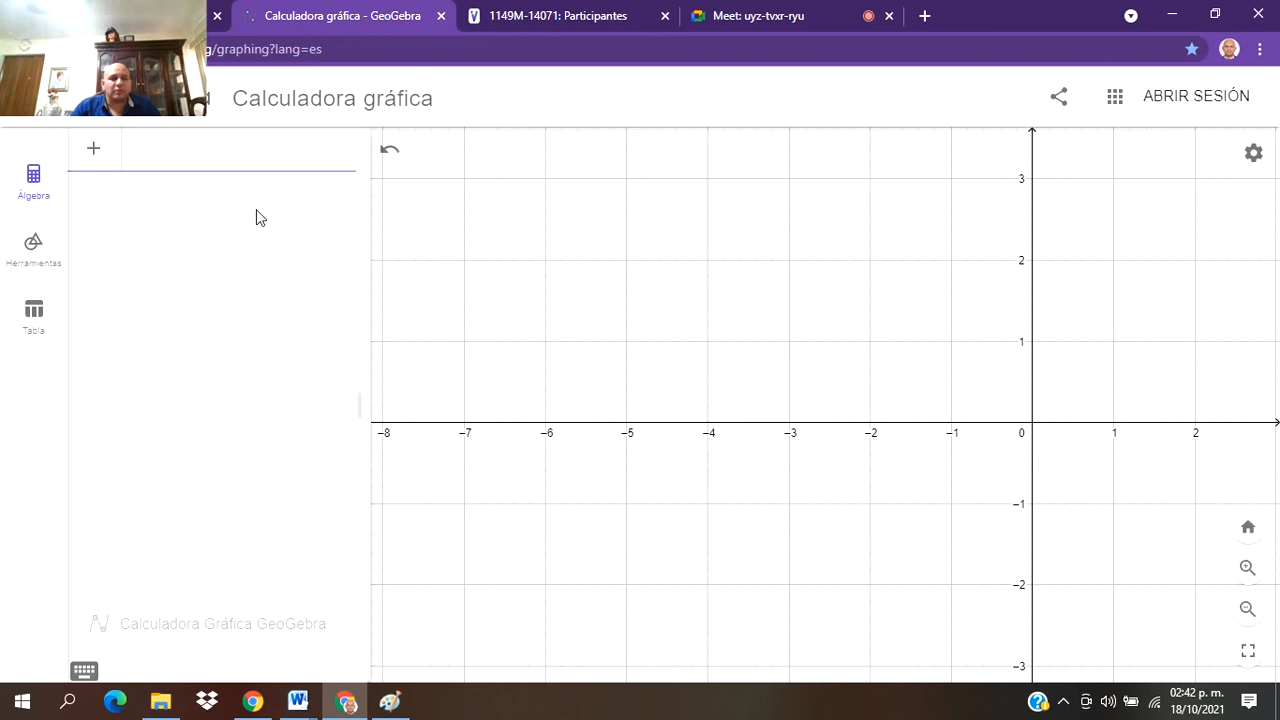 Calculadora gráfica - GeoGebra
1149M-14071: Participantes
Meet: uyz-tvxr-ryu
g/graphing?lang=es
Calculadora gráfica
ABRIR SESIÓN
Álgebra
Herramientas
Tabla
3
2
1
-8 -7 -6 -5 -4 -3 -2 -1 0 1 2
-1
-2
-3
Calculadora Gráfica GeoGebra
02:42 p. m.
18/10/2021